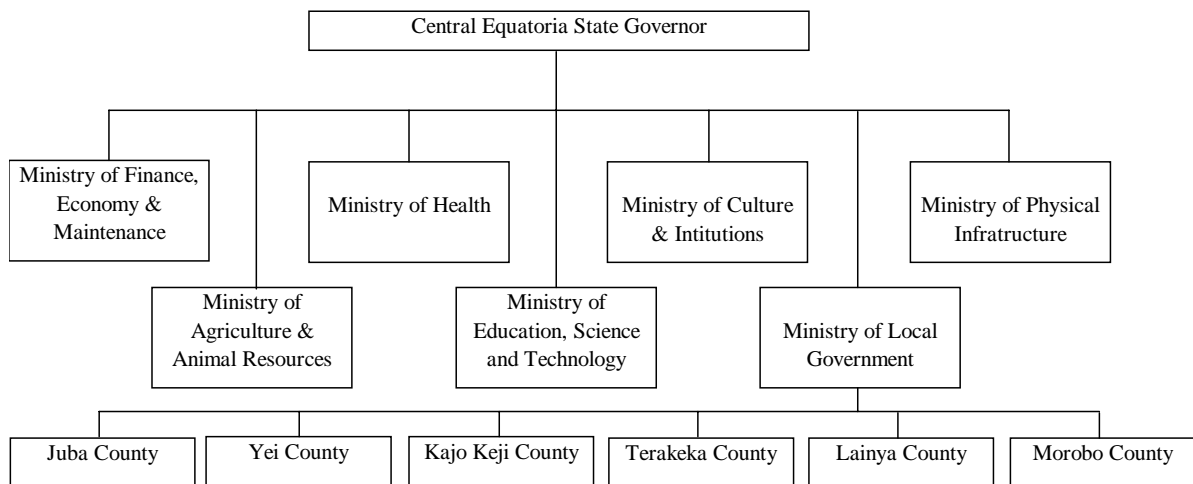 Central Equatoria State Governor
Ministry of Finance,
Economy &
Maintenance
Ministry of Health
Ministry of Culture
& Intitutions
Ministry of Physical
Infratructure
Ministry of
Agriculture &
Animal Resources
Ministry of
Education, Science
and Technology
Ministry of Local
Government
Juba County
Yei County
Kajo Keji County
Terakeka County
Lainya County
Morobo County